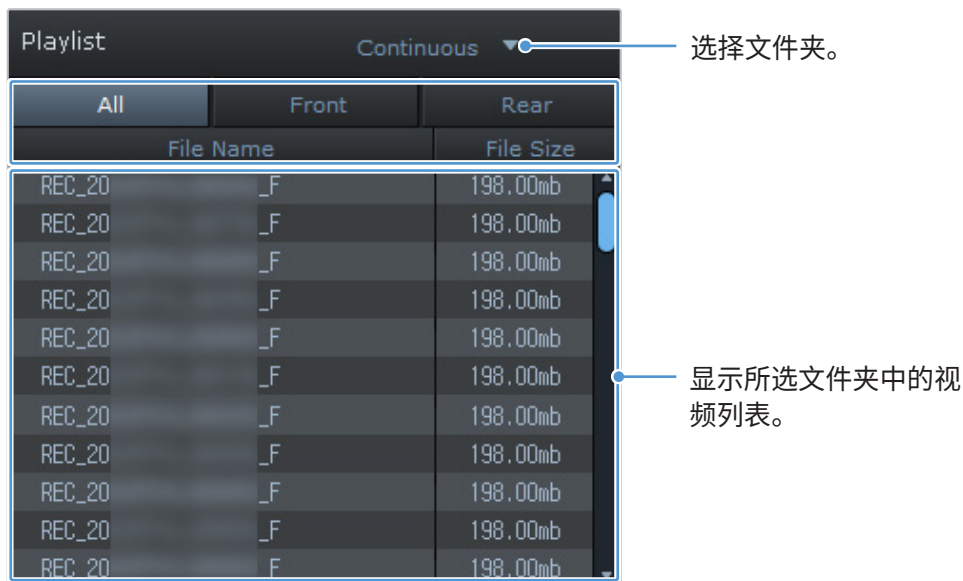 Playlist Continuous 选择文件夹。
All Front Rear
File Name File Size
REC_20 _F 198.00mb
REC_20 _F 198.00mb
REC_20 _F 198.00mb
REC_20 _F 198.00mb
REC_20 _F 198.00mb
REC_20 _F 198.00mb
REC_20 _F 198.00mb
REC_20 _F 198.00mb
REC_20 _F 198.00mb
REC_20 _F 198.00mb
REC_20 _F 198.00mb
显示所选文件夹中的视
频列表。